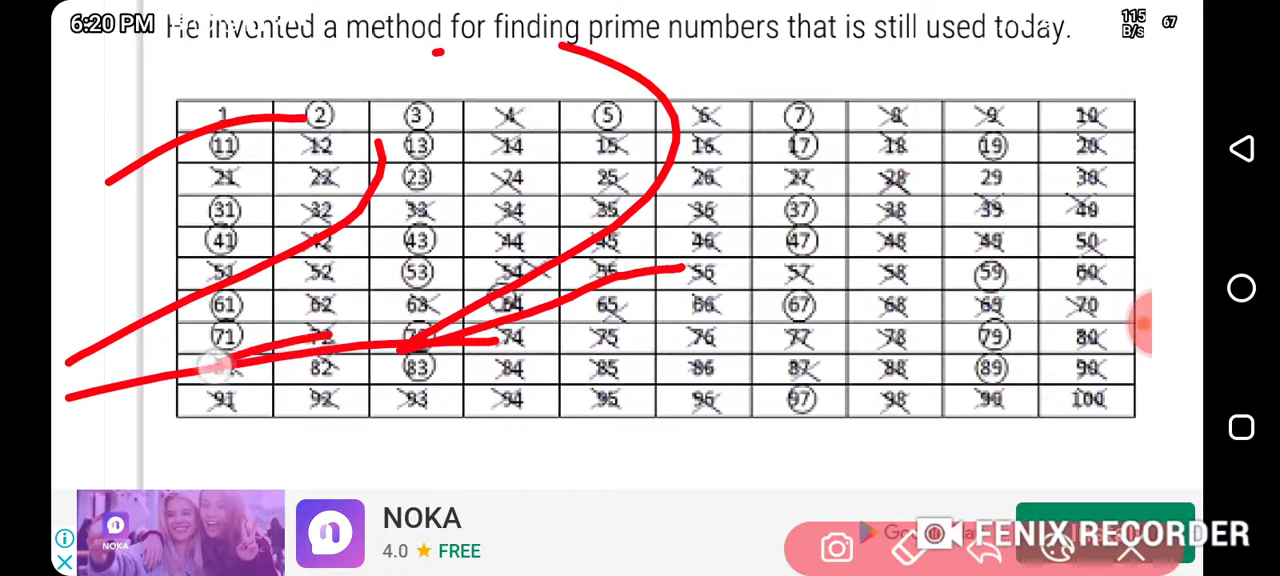 6:20 PM He invented a method for finding prime numbers that is still used today. 115 B/s 67
1 2 3 4 5 6 7 8 9 10
11 12 13 14 15 16 17 18 19 20
21 22 23 24 25 26 27 28 29 30
31 32 33 34 35 36 37 38 39 40
41 42 43 44 45 46 47 48 49 50
51 52 53 54 55 56 57 58 59 60
61 62 63 64 65 66 67 68 69 70
71 72 74 75 76 77 78 79 80
82 83 84 85 86 87 88 89 90
91 92 93 94 95 96 97 98 99 100
NOKA
NOKA
4.0 FREE
FENIX RECORDER